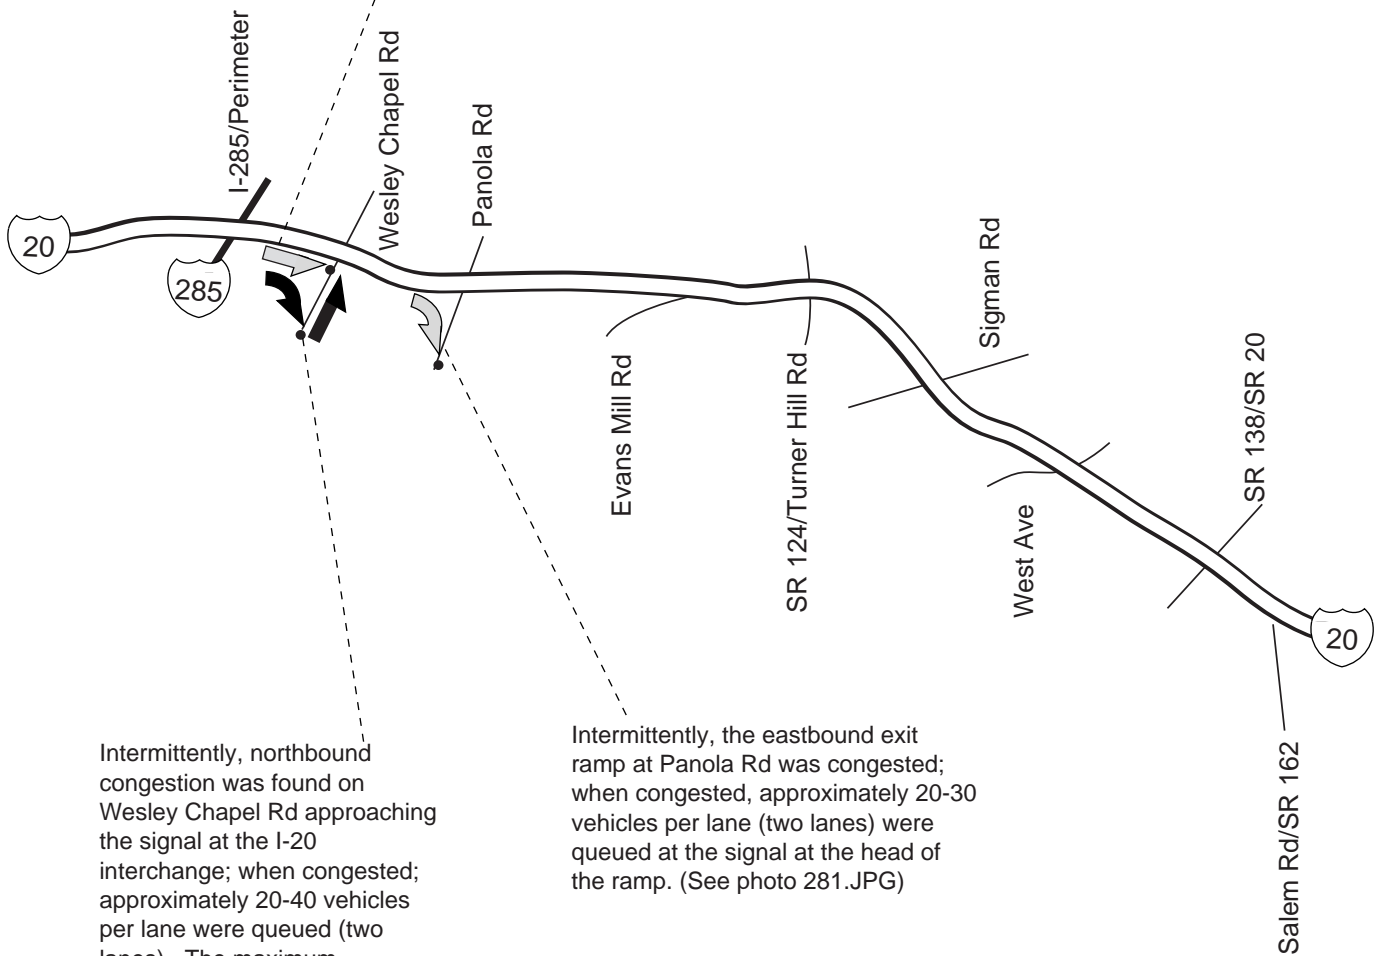 I-285/Perimeter
Wesley Chapel Rd
Panola Rd
20
285
Sigman Rd
Evans Mill Rd
SR 124/Turner Hill Rd
SR 138/SR 20
West Ave
20
Salem Rd/SR 162
Intermittently, northbound
congestion was found on
Wesley Chapel Rd approaching
the signal at the I-20
interchange; when congested;
approximately 20-40 vehicles
per lane were queued (two
lanes). The maximum
Intermittently, the eastbound exit
ramp at Panola Rd was congested;
when congested, approximately 20-30
vehicles per lane (two lanes) were
queued at the signal at the head of
the ramp. (See photo 281.JPG)